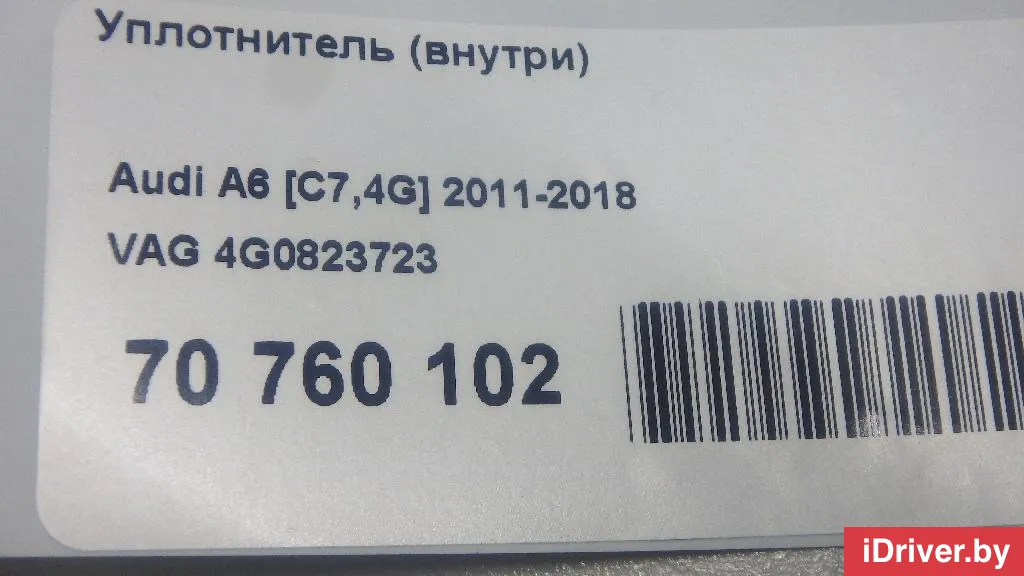 Уплотнитель (внутри)
Audi A6 [C7,4G] 2011-2018
VAG 4G0823723
70 760 102
iDriver.by